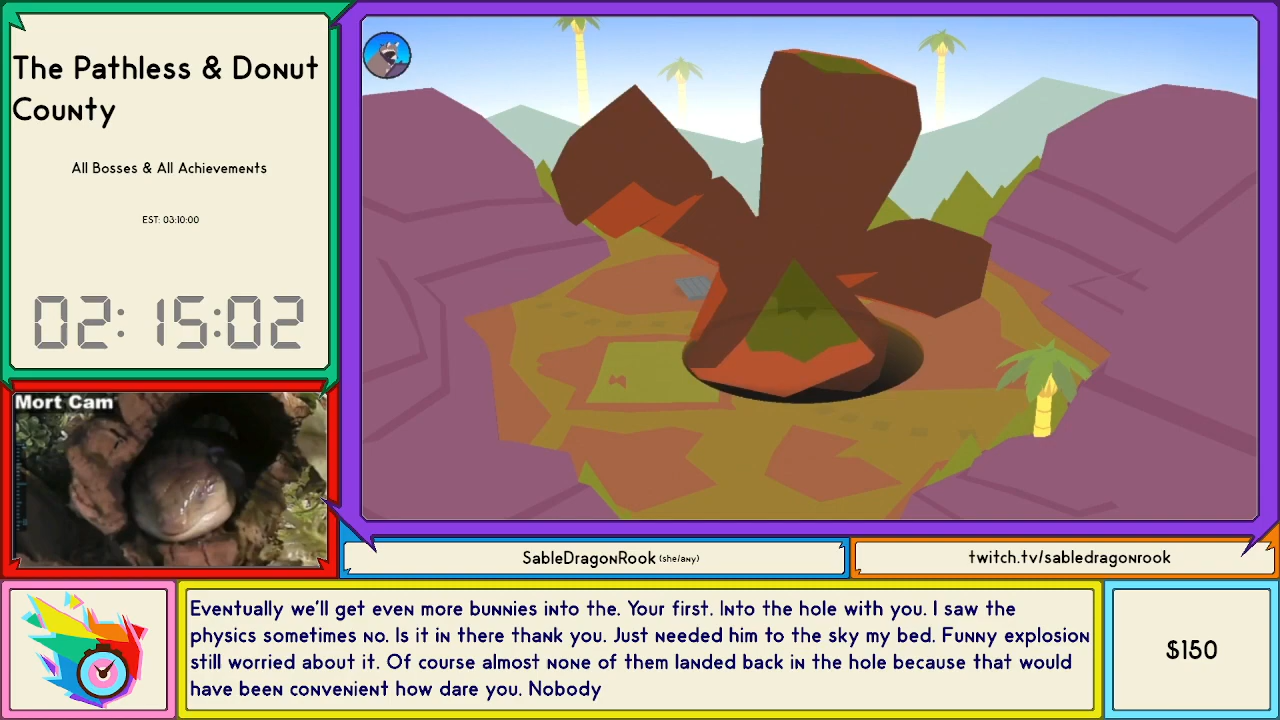 The Pathless & Donut
County
All Bosses & All Achievements
EST: 03:10:00
02:15:02
Mort Cam
SableDragonRook (she/any)
twitch.tv/sabledragonrook
Eventually we'll get even more bunnies into the. Your first. Into the hole with you. I saw the
physics sometimes no. Is it in there thank you. Just needed him to the sky my bed. Funny explosion
still worried about it. Of course almost none of them landed back in the hole because that would
have been convenient how dare you. Nobody
$150